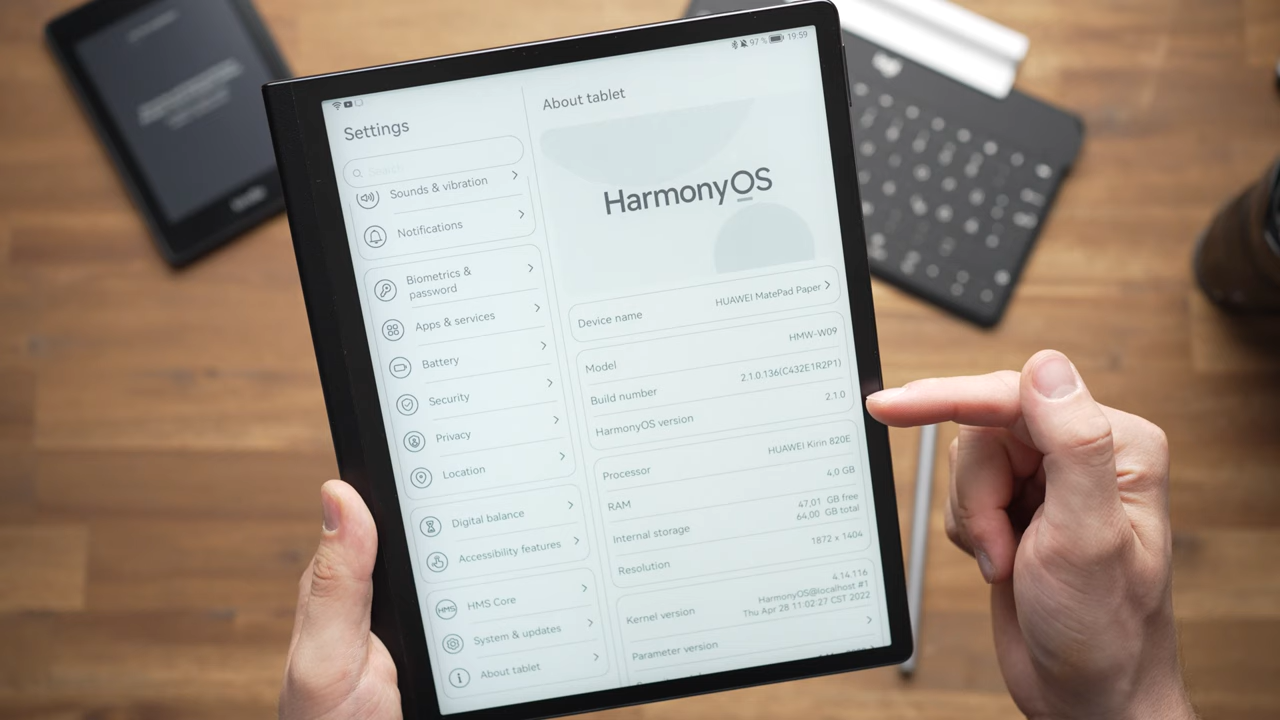 97 %
19:59
Settings
Search
Sounds & vibration
Notifications
Biometrics &
password
Apps & services
Battery
Security
Privacy
Location
Digital balance
Accessibility features
HMS
HMS Core
System & updates
About tablet
About tablet
HarmonyOS
Device name
HUAWEI MatePad Paper
Model
HMW-W09
Build number
2.1.0.136(C432E1R2P1)
HarmonyOS version
2.1.0
Processor
HUAWEI Kirin 820E
RAM
4.0 GB
Internal storage
47,01 GB free
64,00 GB total
Resolution
1872 x 1404
Kernel version
4.14.116
HarmonyOS@localhost #1
Thu Apr 28 11:02:27 CST 2022
Parameter version